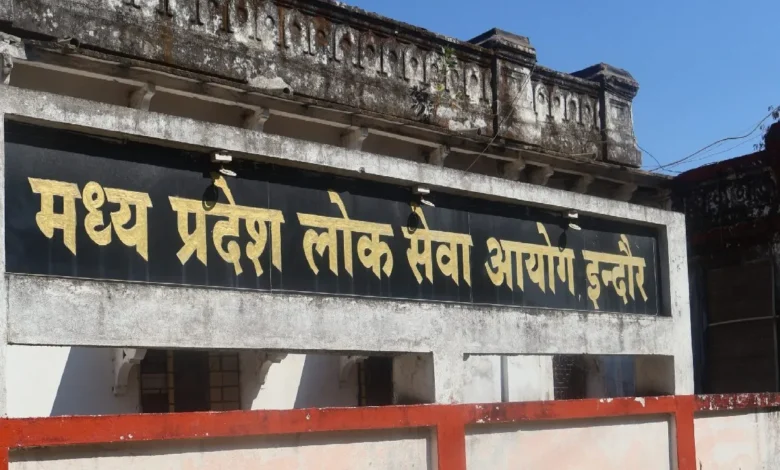 मध्य प्रदेश लोक सेवा आयोग, इन्दौर